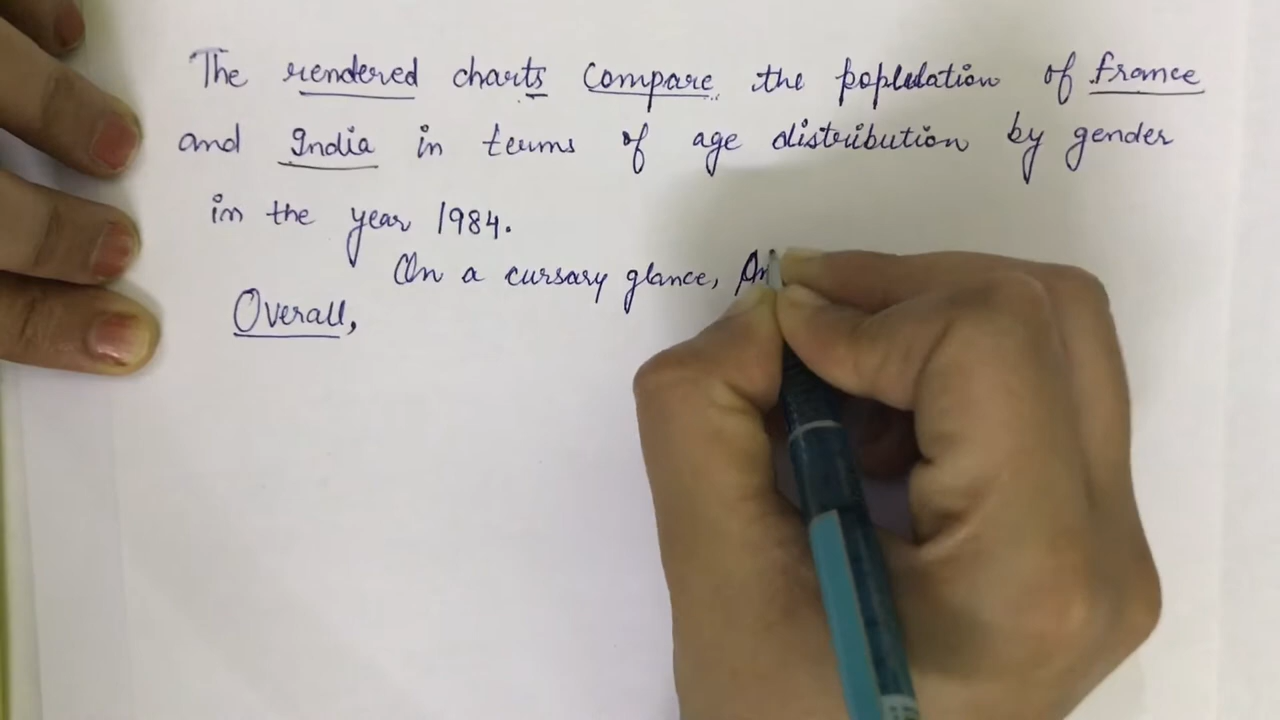 The rendered charts compare the poplulation of france
and India in terms of age distribution by gender
in the year 1984.
On a cursary glance,
Overall,